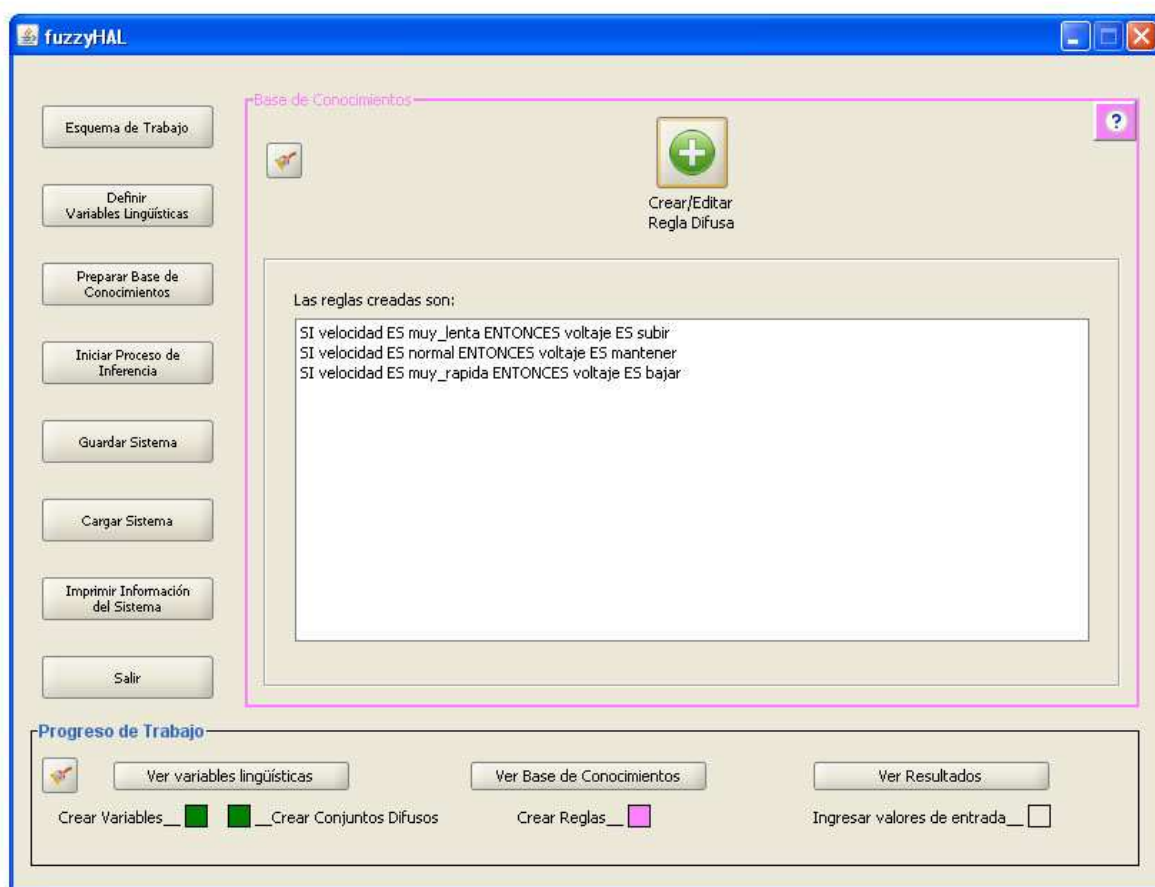 fuzzyHAL
Esquema de Trabajo
Definir
Variables Lingüísticas
Preparar Base de
Conocimientos
Iniciar Proceso de
Inferencia
Guardar Sistema
Cargar Sistema
Imprimir Información
del Sistema
Salir
Base de Conocimientos
?
Crear/Editar
Regla Difusa
Las reglas creadas son:
SI velocidad ES muy_lenta ENTONCES voltaje ES subir
SI velocidad ES normal ENTONCES voltaje ES mantener
SI velocidad ES muy_rapida ENTONCES voltaje ES bajar
Progreso de Trabajo
Ver variables lingüísticas
Ver Base de Conocimientos
Ver Resultados
Crear Variables__ __Crear Conjuntos Difusos
Crear Reglas__
Ingresar valores de entrada__